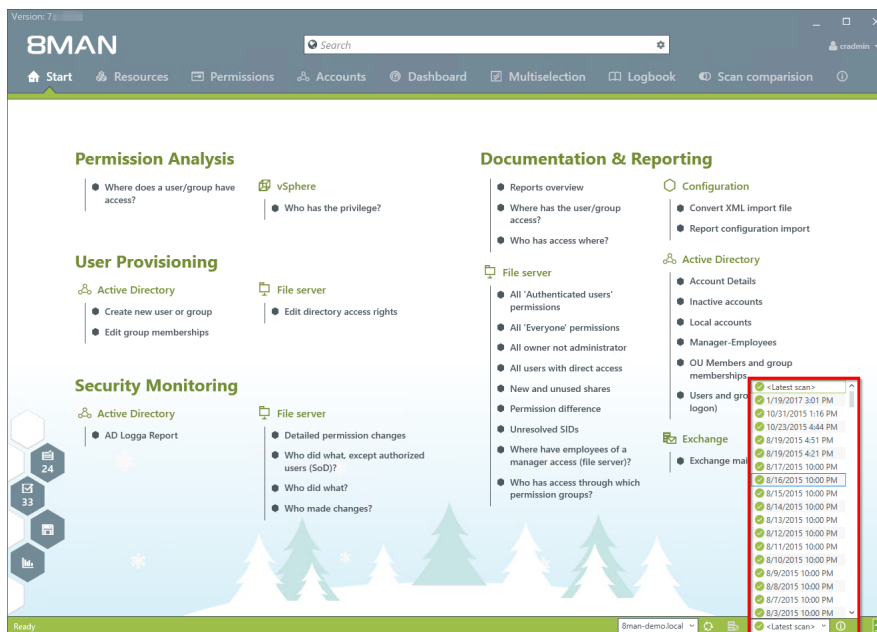 Version: 7
8MAN
Search
cradmin
Start
Resources
Permissions
Accounts
Dashboard
Multiselection
Logbook
Scan comparision
Permission Analysis
Where does a user/group have
access?
vSphere
Who has the privilege?
User Provisioning
Active Directory
Create new user or group
Edit group memberships
File server
Edit directory access rights
Security Monitoring
Active Directory
AD Logga Report
File server
Detailed permission changes
Who did what, except authorized
users (SoD)?
Who did what?
Who made changes?
Documentation & Reporting
Reports overview
Where has the user/group
access?
Who has access where?
File server
All 'Authenticated users'
permissions
All 'Everyone' permissions
All owner not administrator
All users with direct access
New and unused shares
Permission difference
Unresolved SIDs
Where have employees of a
manager access (file server)?
Who has access through which
permission groups?
Configuration
Convert XML import file
Report configuration import
Active Directory
Account Details
Inactive accounts
Local accounts
Manager-Employees
OU Members and group
memberships
Users and gro
logon)
Exchange
Exchange mai
<Latest scan>
1/19/2017 3:01 PM
10/31/2015 1:16 PM
10/23/2015 4:44 PM
8/19/2015 4:51 PM
8/19/2015 4:21 PM
8/17/2015 10:00 PM
8/16/2015 10:00 PM
8/15/2015 10:00 PM
8/14/2015 10:00 PM
8/13/2015 10:00 PM
8/12/2015 10:00 PM
8/11/2015 10:00 PM
8/10/2015 10:00 PM
8/9/2015 10:00 PM
8/8/2015 10:00 PM
8/7/2015 10:00 PM
8/3/2015 10:00 PM
24
33
Ready
8man-demo.local
<Latest scan>